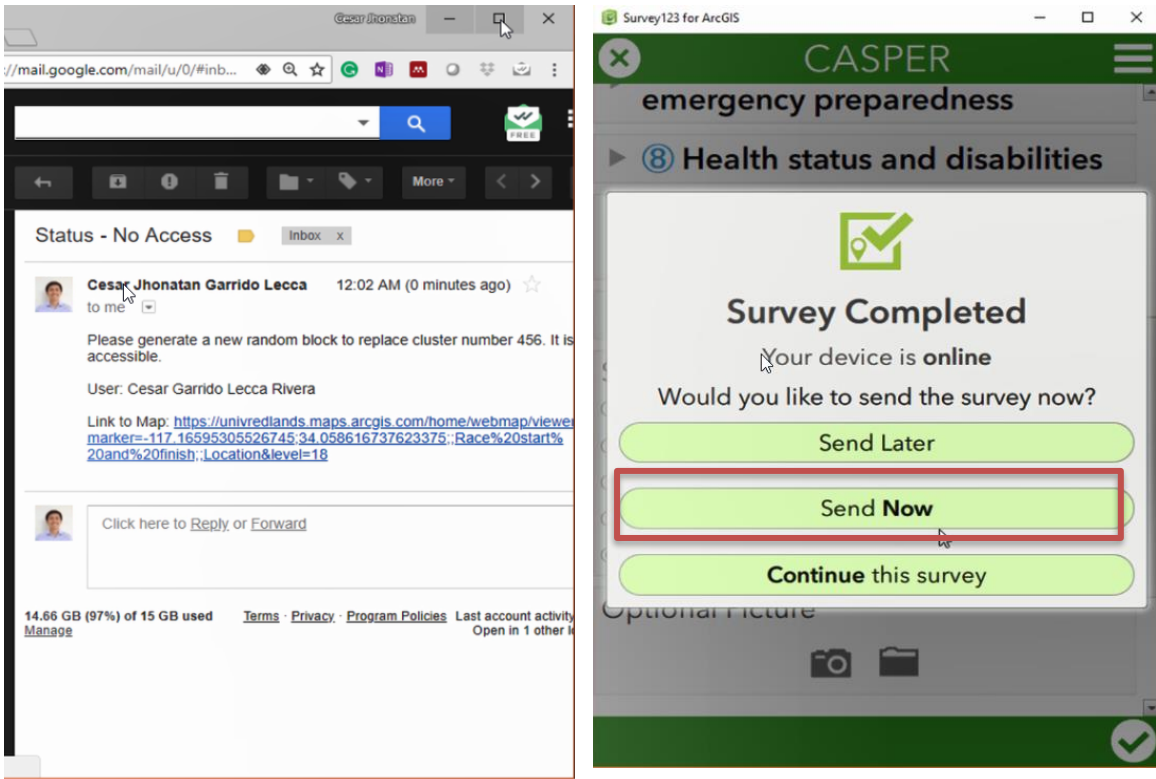 Cesar Jhonatan
://mail.google.com/mail/u/0/#inb...
FREE
More
Status - No Access
Inbox x
Cesar Jhonatan Garrido Lecca 12:02 AM (0 minutes ago)
to me
Please generate a new random block to replace cluster number 456. It is
accessible.
User: Cesar Garrido Lecca Rivera
Link to Map: https://univredlands.maps.arcgis.com/home/webmap/viewer
marker=-117.16595305526745;34.058616737623375;;Race%20start%
20and%20finish;;Location&level=18
Click here to Reply or Forward
14.66 GB (97%) of 15 GB used
Manage
Terms · Privacy · Program Policies
Last account activity
Open in 1 other lo
Survey123 for ArcGIS
CASPER
emergency preparedness
8 Health status and disabilities
Survey Completed
Your device is online
Would you like to send the survey now?
Send Later
Send Now
Continue this survey
Optional Picture